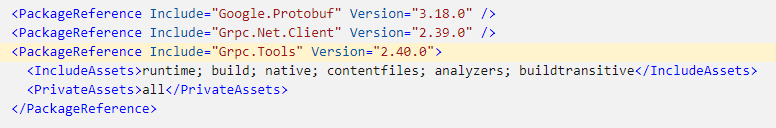 <PackageReference Include="Google.Protobuf" Version="3.18.0" />
<PackageReference Include="Grpc.Net.Client" Version="2.39.0" />
<PackageReference Include="Grpc.Tools" Version="2.40.0">
<IncludeAssets>runtime; build; native; contentfiles; analyzers; buildtransitive</IncludeAssets>
<PrivateAssets>all</PrivateAssets>
</PackageReference>